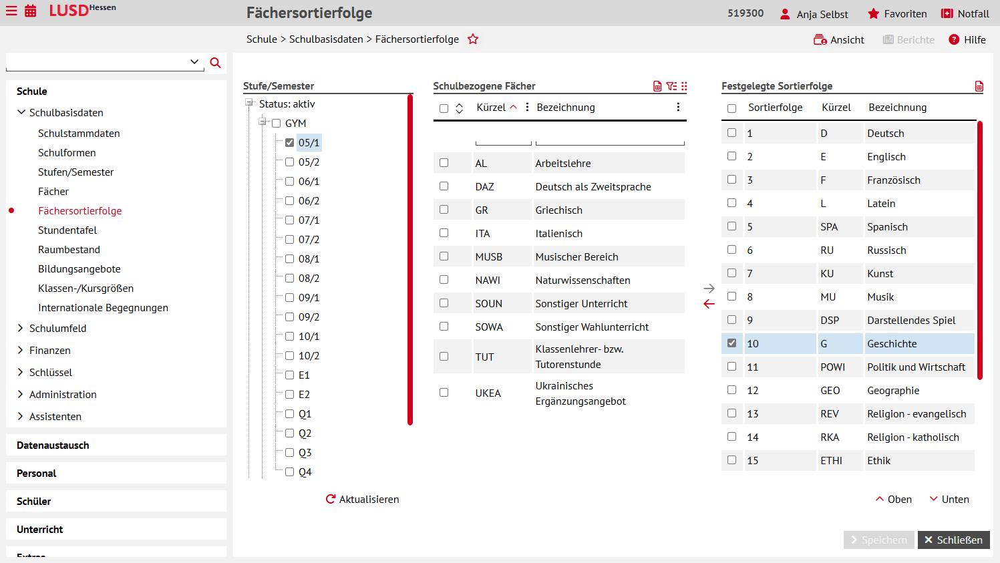 LUSD Hessen
Fächersortierfolge
519300
Anja Selbst
Favoriten
Notfall
Schule > Schulbasisdaten > Fächersortierfolge
Ansicht
Berichte
Hilfe
Schule
Schulbasisdaten
Schulstammdaten
Schulformen
Stufen/Semester
Fächer
Fächersortierfolge
Stundentafel
Raumbestand
Bildungsangebote
Klassen-/Kursgrößen
Internationale Begegnungen
Schulumfeld
Finanzen
Schlüssel
Administration
Assistenten
Datenaustausch
Personal
Schüler
Unterricht
Extras
Stufe/Semester
Status: aktiv
GYM
05/1
05/2
06/1
06/2
07/1
07/2
08/1
08/2
09/1
09/2
10/1
10/2
E1
E2
Q1
Q2
Q3
Q4
Aktualisieren
Schulbezogene Fächer
Kürzel Bezeichnung
AL Arbeitslehre
DAZ Deutsch als Zweitsprache
GR Griechisch
ITA Italienisch
MUSB Musischer Bereich
NAWI Naturwissenschaften
SOUN Sonstiger Unterricht
SOWA Sonstiger Wahlunterricht
TUT Klassenlehrer- bzw.
Tutorenstunde
UKEA Ukrainisches
Ergänzungsangebot
Festgelegte Sortierfolge
Sortierfolge Kürzel Bezeichnung
1 D Deutsch
2 E Englisch
3 F Französisch
4 L Latein
5 SPA Spanisch
6 RU Russisch
7 KU Kunst
8 MU Musik
9 DSP Darstellendes Spiel
10 G Geschichte
11 POWI Politik und Wirtschaft
12 GEO Geographie
13 REV Religion - evangelisch
14 RKA Religion - katholisch
15 ETHI Ethik
Oben
Unten
Speichern
Schließen